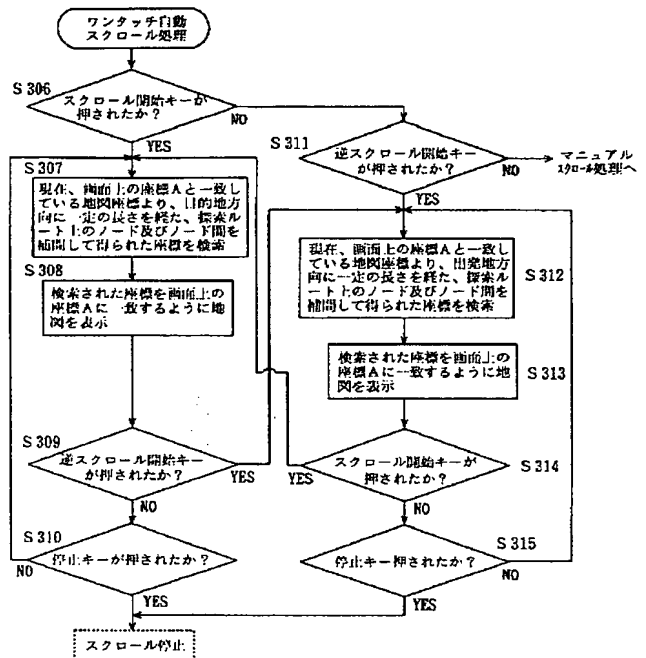 ワンタッチ自動
スクロール処理
S306
スクロール開始キーが
押されたか?
NO
YES
S311
逆スクロール開始キー
が押されたか?
NO
マニュアル
スクロール処理へ
YES
S307
現在、画面上の座標Aと一致し
ている地図座標より、目的地方
向に一定の長さを経た、探索ル
ート上のノード及びノード間を
補間して得られた座標を検索
S308
検索された座標を画面上の
座標Aに一致するように地
図を表示
現在、画面上の座標Aと一致し
ている地図座標より、出発地方
向に一定の長さを経た、探索ル
ート上のノード及びノード間を
補間して得られた座標を検索
S312
検索された座標を画面上の
座標Aに一致するように地
図を表示
S313
S309
逆スクロール開始キー
が押されたか?
YES
NO
スクロール開始キーが
押されたか?
S314
YES
NO
S310
停止キーが押されたか?
NO
YES
停止キー押されたか?
S315
NO
YES
スクロール停止